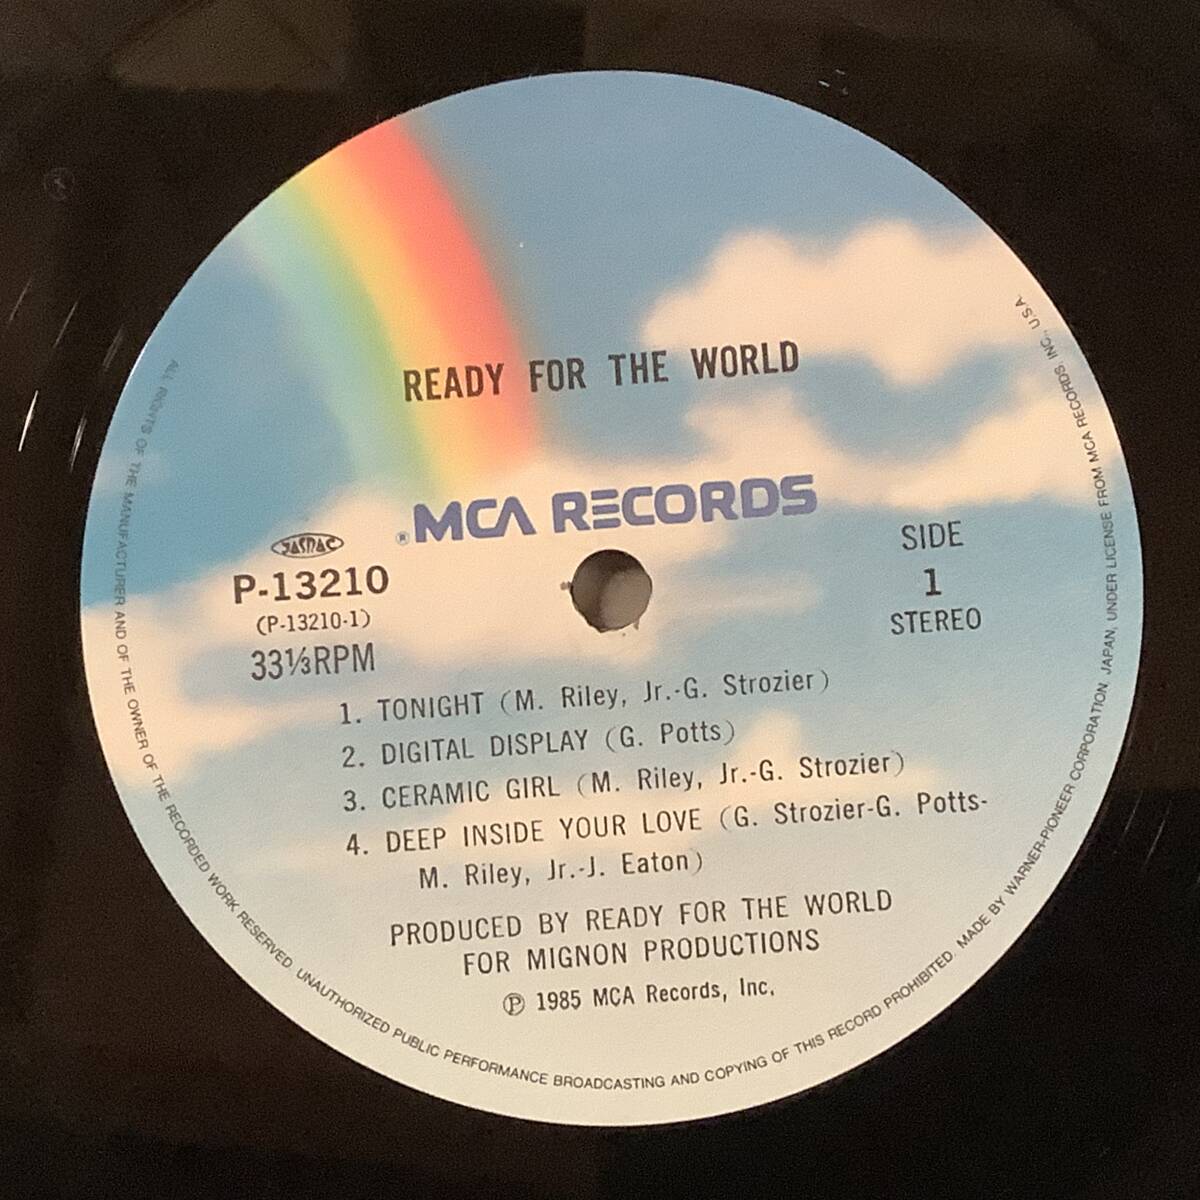 READY FOR THE WORLD
® MCA RECORDS
JASRAC
P-13210
(P-13210-1)
33⅓RPM
SIDE
1
STEREO
1. TONIGHT (M. Riley, Jr.-G. Strozier)
2. DIGITAL DISPLAY (G. Potts)
3. CERAMIC GIRL (M. Riley, Jr.-G. Strozier)
4. DEEP INSIDE YOUR LOVE (G. Strozier-G. Potts-
M. Riley, Jr.-J. Eaton)
PRODUCED BY READY FOR THE WORLD
FOR MIGNON PRODUCTIONS
Ⓟ 1985 MCA Records, Inc.
ALL RIGHTS OF THE MANUFACTURER AND OF THE OWNER OF THE RECORDED WORK RESERVED. UNAUTHORIZED PUBLIC PERFORMANCE BROADCASTING AND COPYING OF THIS RECORD PROHIBITED. MADE BY WARNER-PIONEER CORPORATION, JAPAN, UNDER LICENSE FROM MCA RECORDS, INC., U.S.A.